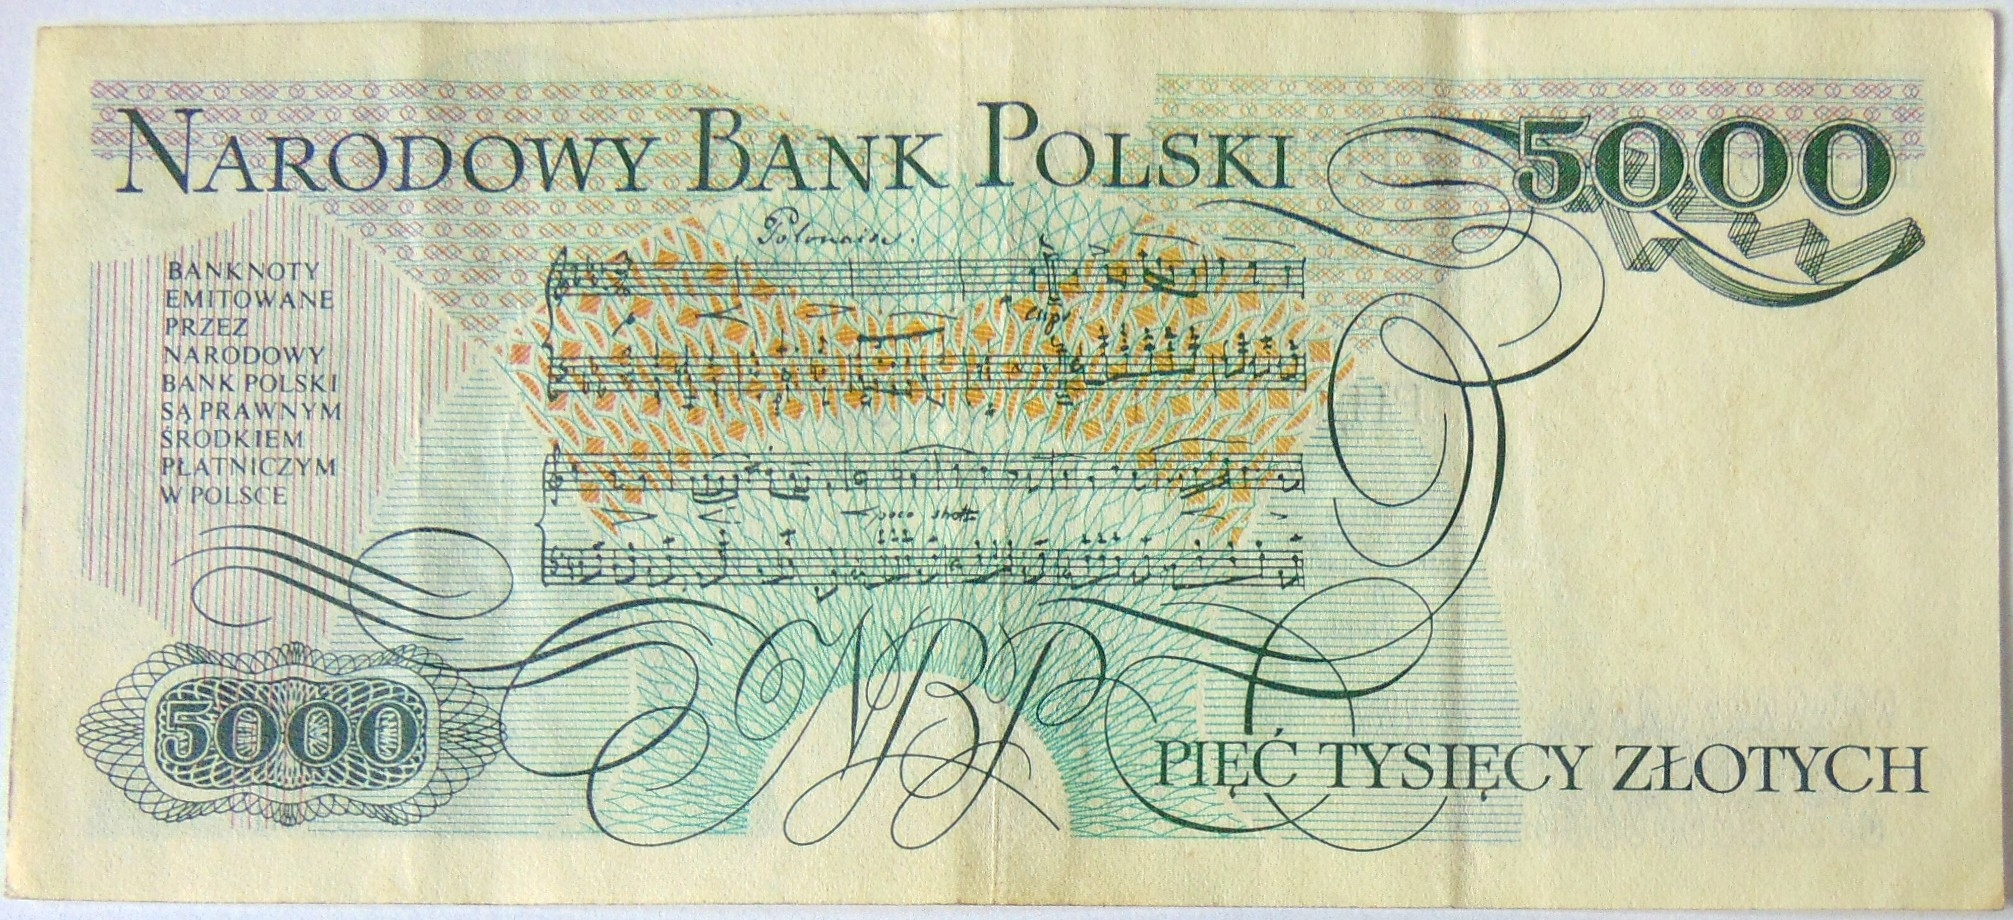 NARODOWY BANK POLSKI
5000
Polonaise.
BANKNOTY
EMITOWANE
PRZEZ
NARODOWY
BANK POLSKI
SĄ PRAWNYM
ŚRODKIEM
PŁATNICZYM
W POLSCE
poco
NBP
5000
PIĘĆ TYSIĘCY ZŁOTYCH